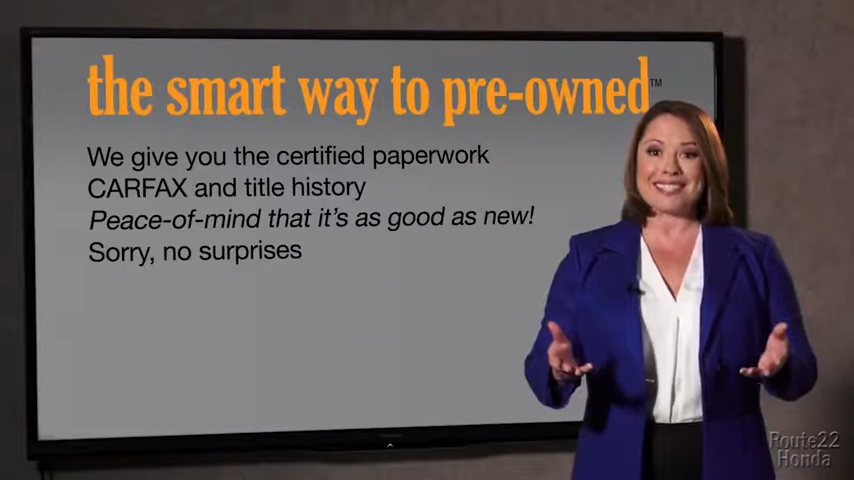 the smart way to pre-owned™
We give you the certified paperwork
CARFAX and title history
Peace-of-mind that it's as good as new!
Sorry, no surprises
Route22
Honda